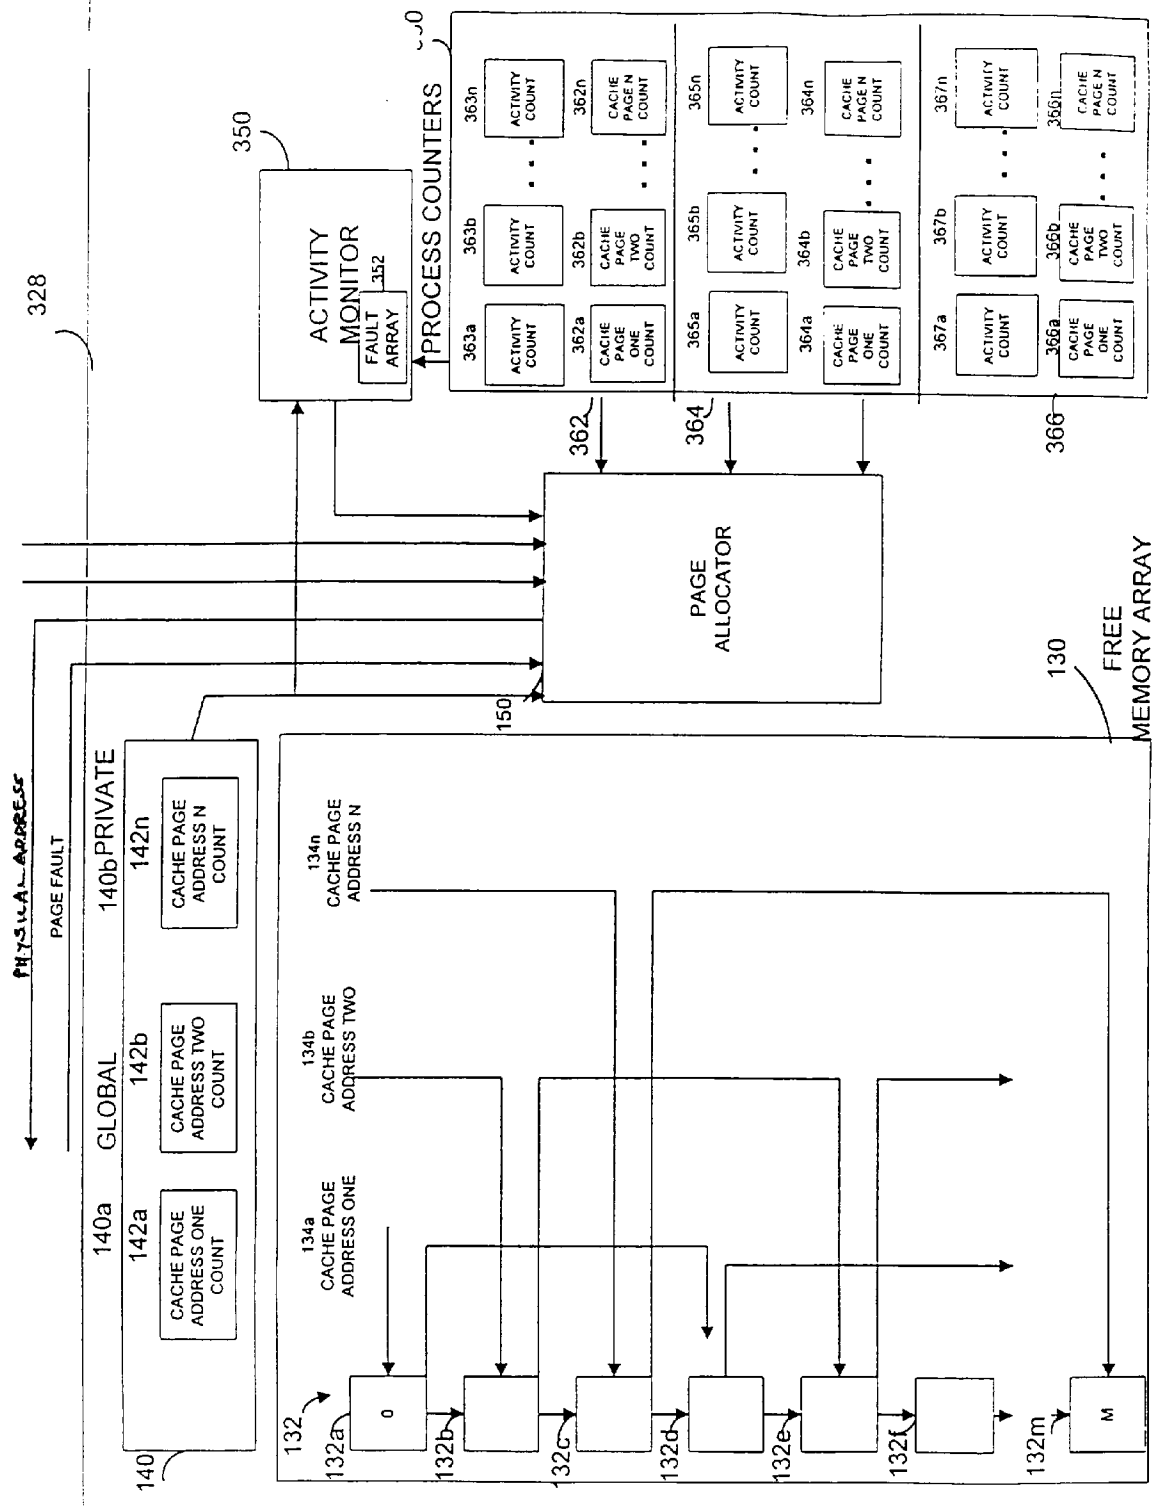 328
PHYSICAL ADDRESS
PAGE FAULT
140a
GLOBAL
140b
PRIVATE
140
142a
CACHE PAGE
ADDRESS ONE
COUNT
142b
CACHE PAGE
ADDRESS TWO
COUNT
142n
CACHE PAGE
ADDRESS N
COUNT
350
ACTIVITY
MONITOR
352
FAULT
ARRAY
PROCESS COUNTERS
363a
ACTIVITY
COUNT
363b
ACTIVITY
COUNT
363n
ACTIVITY
COUNT
362a
CACHE
PAGE
ONE
COUNT
362b
CACHE
PAGE
TWO
COUNT
362n
CACHE
PAGE N
COUNT
362
365a
ACTIVITY
COUNT
365b
ACTIVITY
COUNT
365n
ACTIVITY
COUNT
364
364a
CACHE
PAGE
ONE
COUNT
364b
CACHE
PAGE
TWO
COUNT
364n
CACHE
PAGE N
COUNT
367a
ACTIVITY
COUNT
367b
ACTIVITY
COUNT
367n
ACTIVITY
COUNT
366a
CACHE
PAGE
ONE
COUNT
366b
CACHE
PAGE
TWO
COUNT
366n
CACHE
PAGE N
COUNT
366
150
PAGE
ALLOCATOR
130
FREE
MEMORY ARRAY
134a
CACHE PAGE
ADDRESS ONE
134b
CACHE PAGE
ADDRESS TWO
134n
CACHE PAGE
ADDRESS N
132
132a
0
132b
132c
132d
132e
132f
132m
M